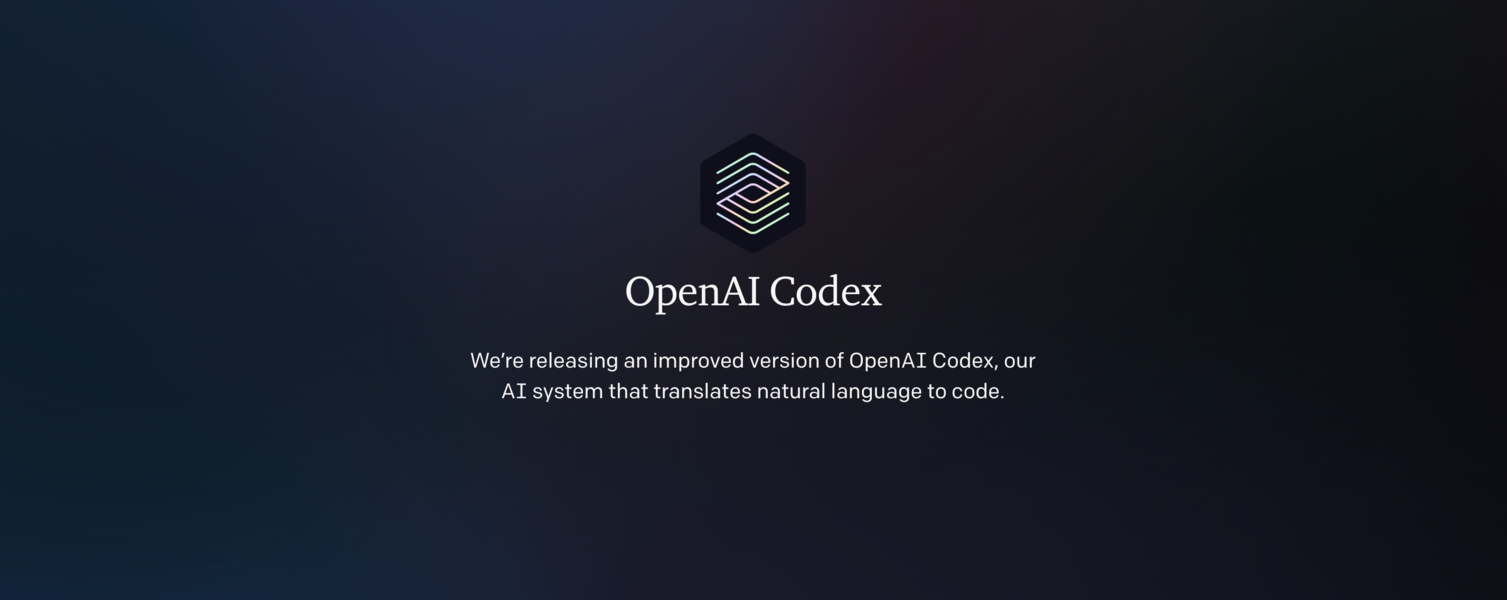 OpenAI Codex
We’re releasing an improved version of OpenAI Codex, our
AI system that translates natural language to code.